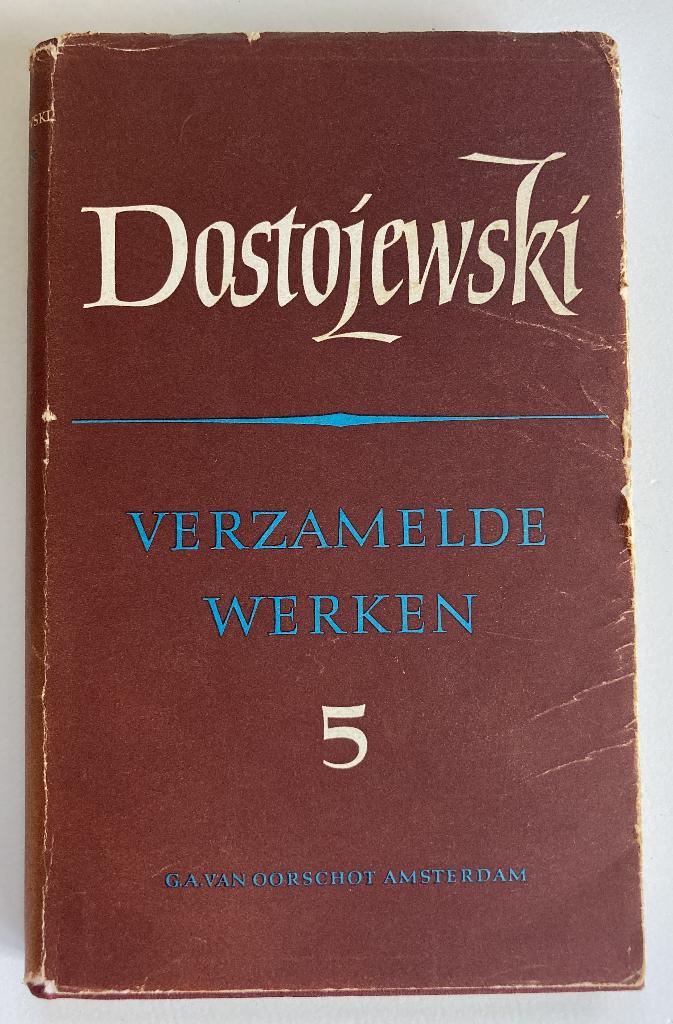 Dostojewski
VERZAMELDE
WERKEN
5
G.A. VAN OORSCHOT AMSTERDAM